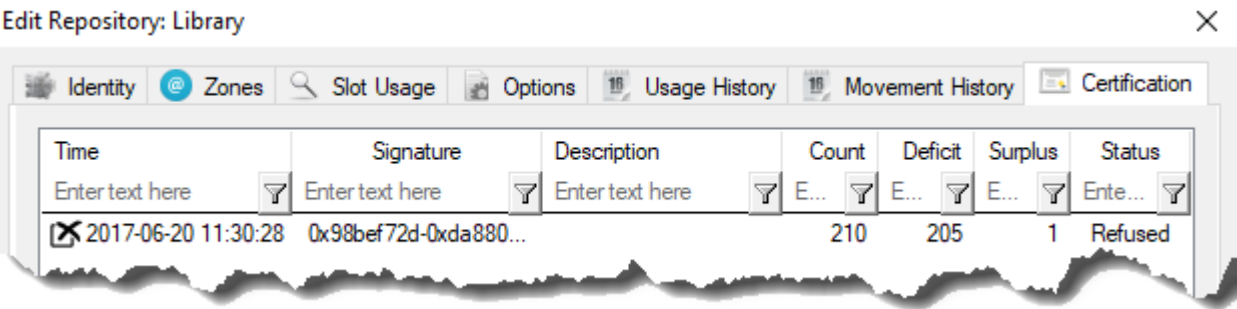 Edit Repository: Library
Identity Zones Slot Usage Options 16 Usage History 16 Movement History Certification
Time Signature Description Count Deficit Surplus Status
Enter text here Enter text here Enter text here E... E... E... Ente...
2017-06-20 11:30:28 0x98bef72d-0xda880... 210 205 1 Refused